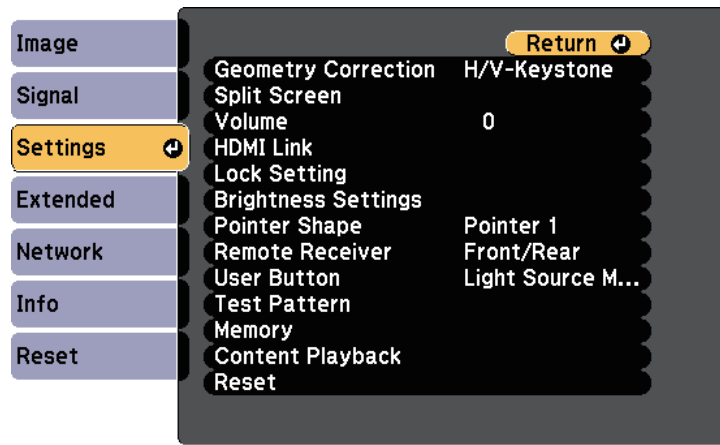 Image
Signal
Settings
Extended
Network
Info
Reset
Return
Geometry Correction H/V-Keystone
Split Screen
Volume 0
HDMI Link
Lock Setting
Brightness Settings
Pointer Shape Pointer 1
Remote Receiver Front/Rear
User Button Light Source M...
Test Pattern
Memory
Content Playback
Reset